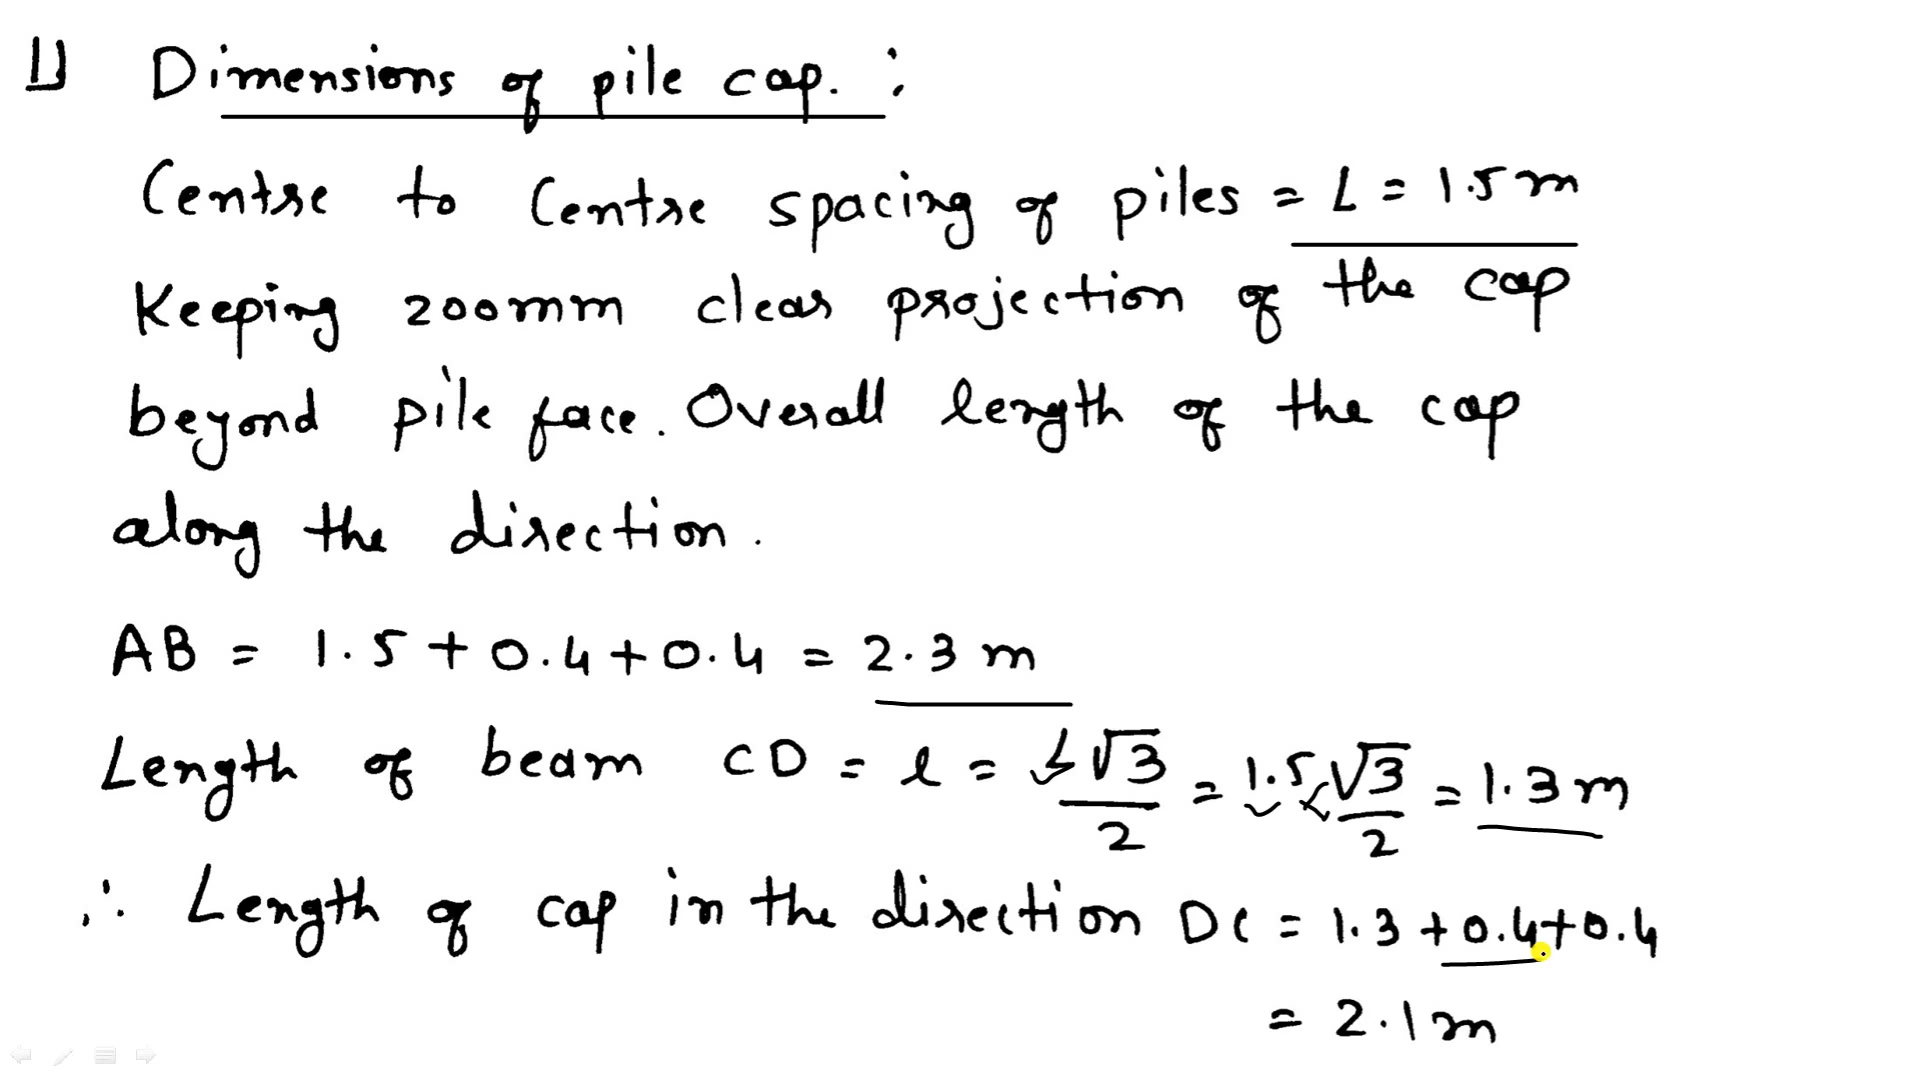 1) Dimensions of pile cap. :
Centre to Centre spacing of piles = L = 1.5 m
Keeping 200mm clear projection of the cap
beyond pile face. Overall length of the cap
along the direction.
AB = 1.5 + 0.4 + 0.4 = 2.3 m
Length of beam CD = l = L√3/2 = 1.5×√3/2 = 1.3 m
∴ Length of cap in the direction DC = 1.3 + 0.4 + 0.4
= 2.1 m